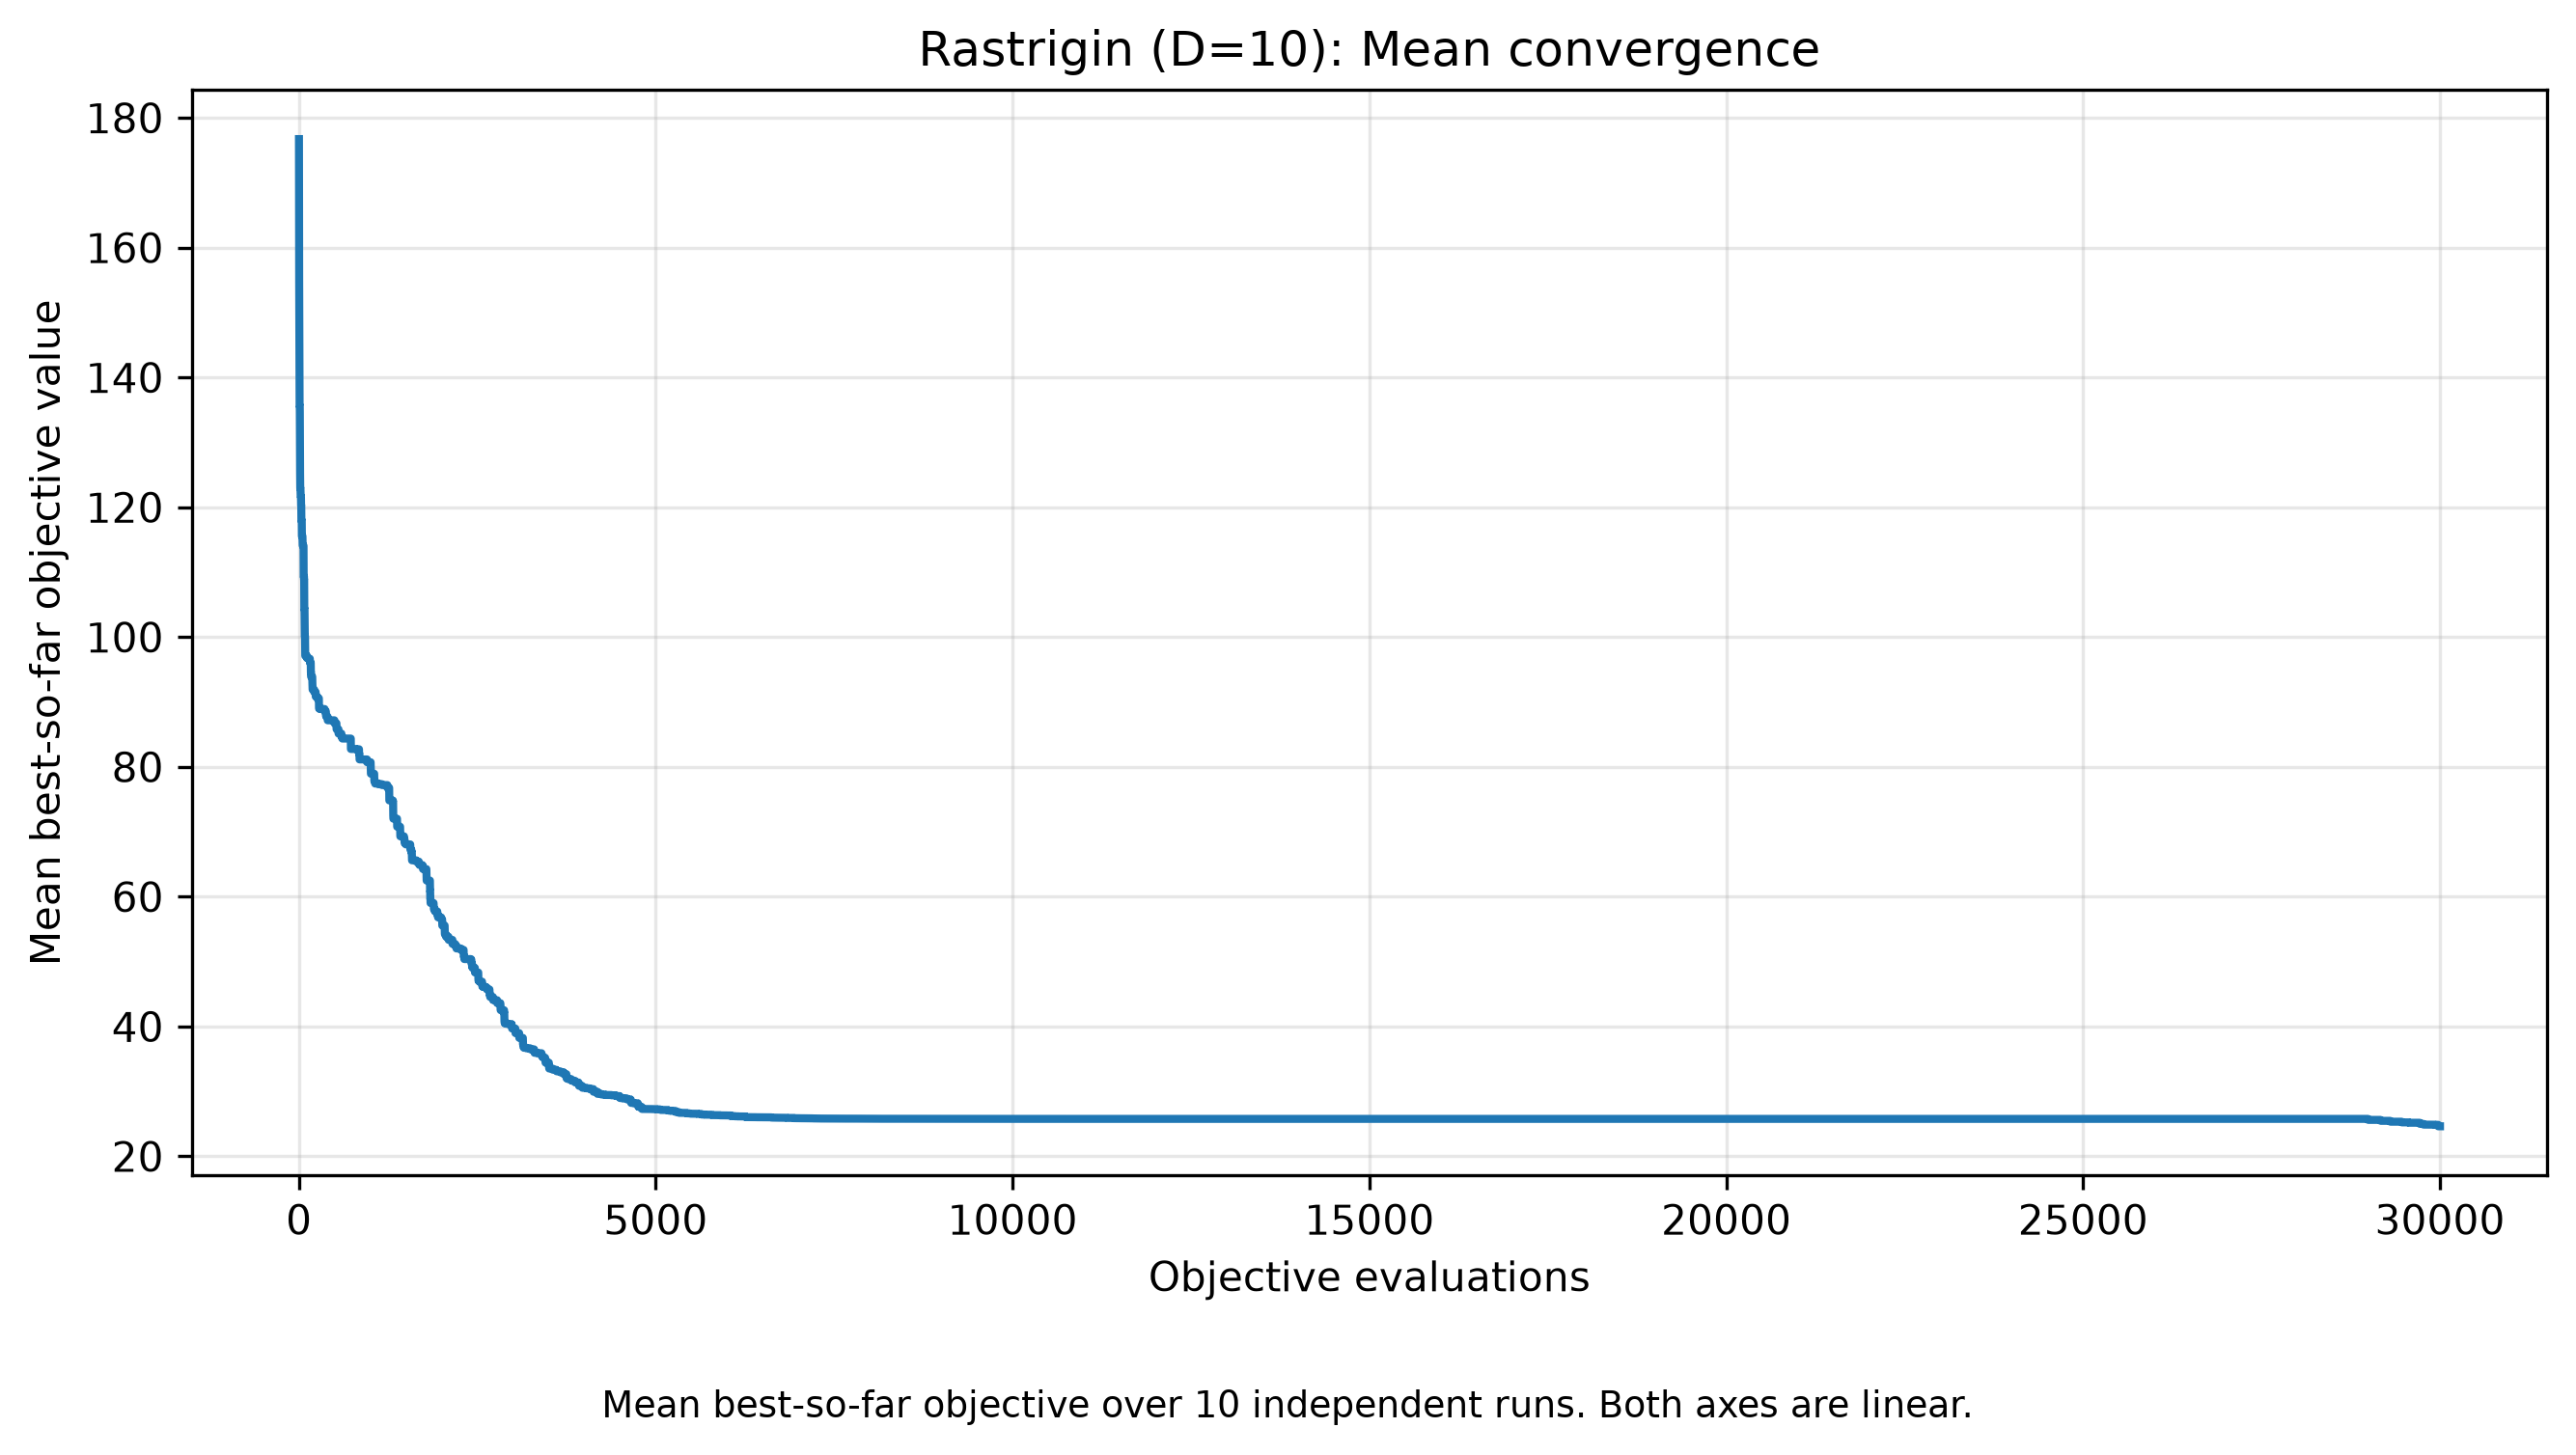 Rastrigin (D=10): Mean convergence
Mean best-so-far objective value
180
160
140
120
100
80
60
40
20
0 5000 10000 15000 20000 25000 30000
Objective evaluations
Mean best-so-far objective over 10 independent runs. Both axes are linear.